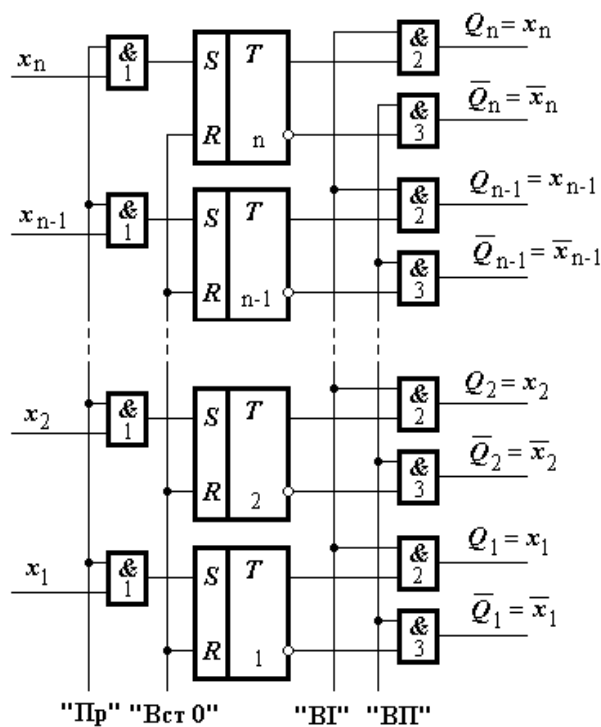 & Qₙ = xₙ
xₙ 1 S T 2
& Q̅ₙ = x̅ₙ
R n 3
& & Qₙ₋₁ = xₙ₋₁
xₙ₋₁ 1 S T 2
& Q̅ₙ₋₁ = x̅ₙ₋₁
R n-1 3
& & Q₂ = x₂
x₂ 1 S T 2
& Q̅₂ = x̅₂
R 2 3
& & Q₁ = x₁
x₁ 1 S T 2
& Q̅₁ = x̅₁
R 1 3
"Пр" "Вст 0" "ВІ" "ВП"